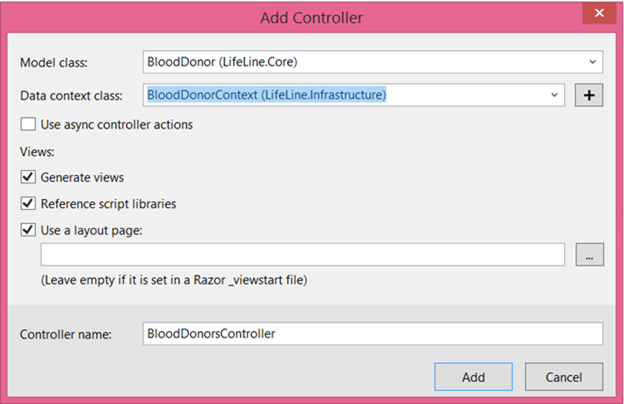 Add Controller
Model class: BloodDonor (LifeLine.Core)
Data context class: BloodDonorContext (LifeLine.Infrastructure) +
Use async controller actions
Views:
Generate views
Reference script libraries
Use a layout page:
...
(Leave empty if it is set in a Razor _viewstart file)
Controller name: BloodDonorsController
Add Cancel